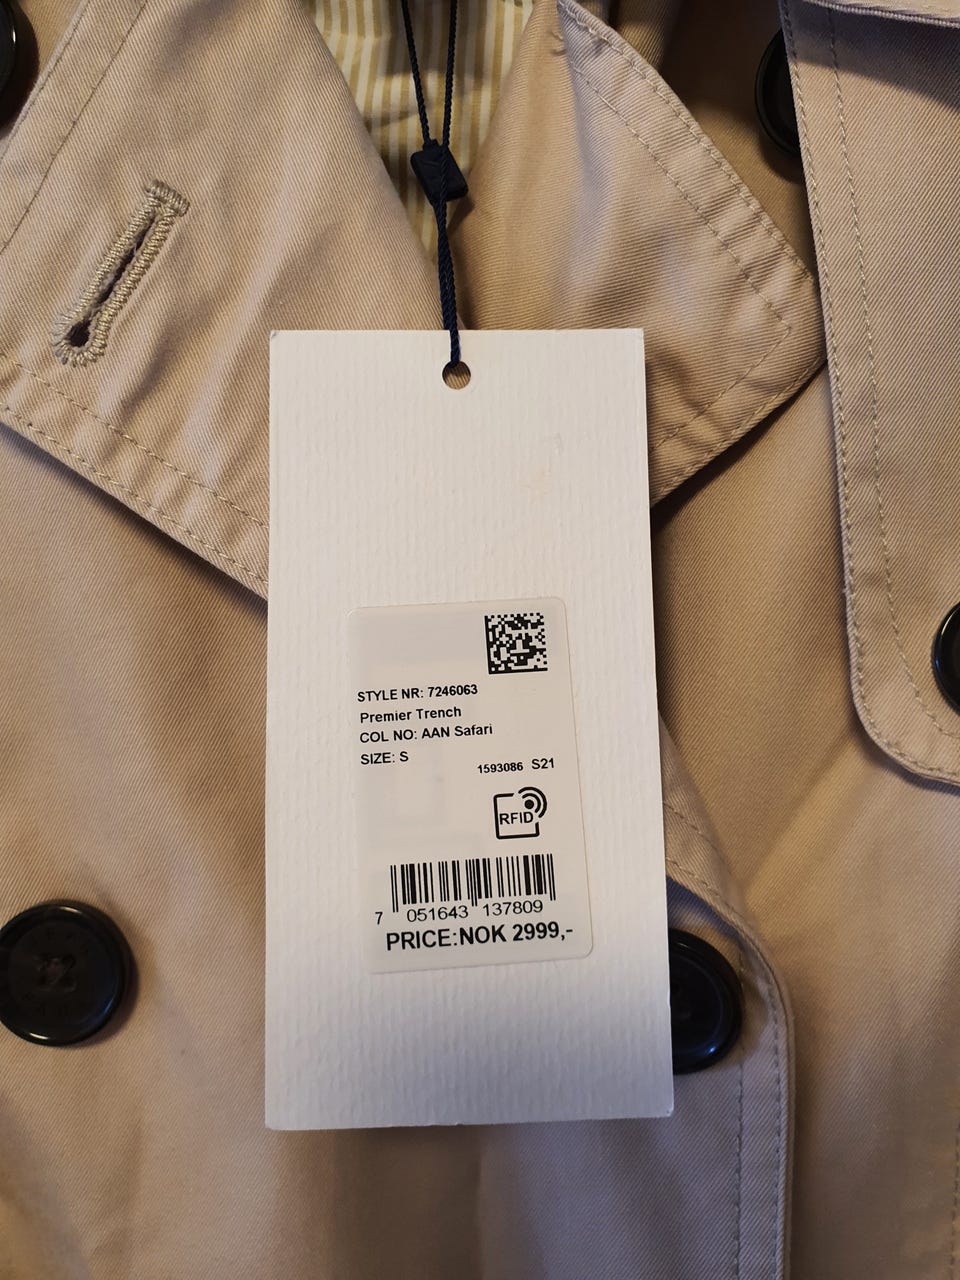 STYLE NR: 7246063
Premier Trench
COL NO: AAN Safari
SIZE: S
1593086 S21
RFID
7 051643 137809
PRICE:NOK 2999,-